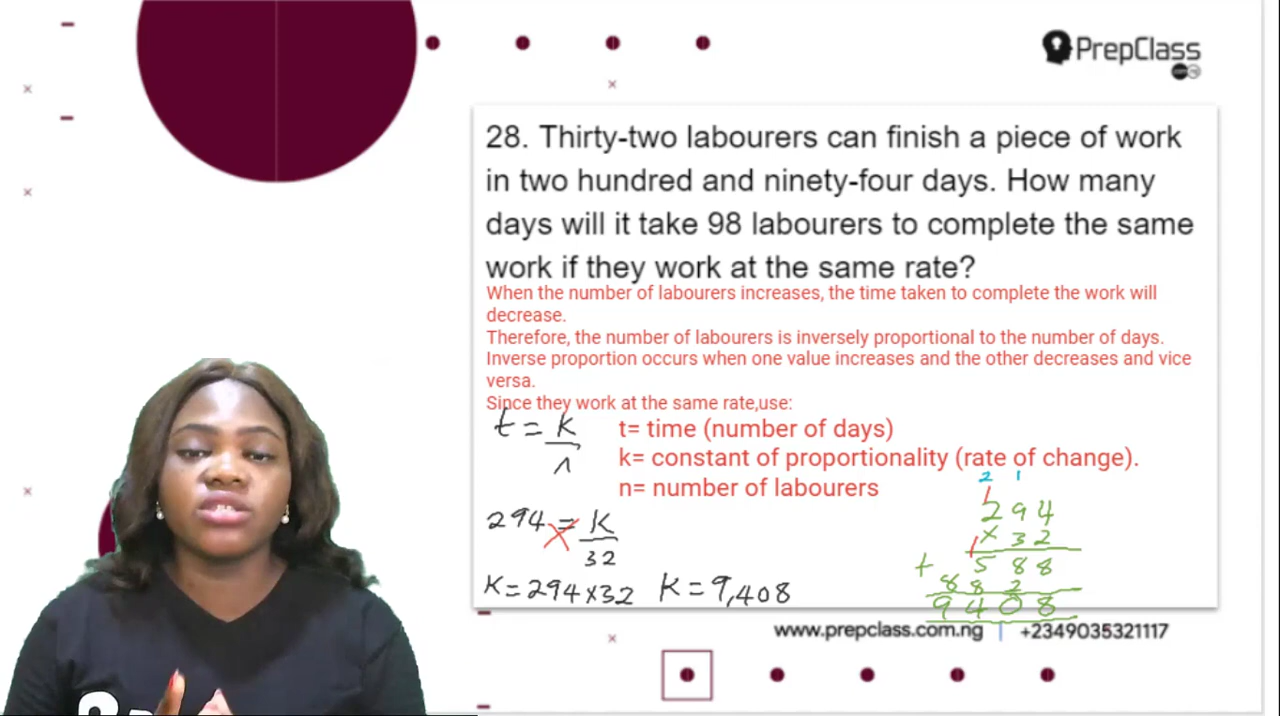 PrepClass
28. Thirty-two labourers can finish a piece of work
in two hundred and ninety-four days. How many
days will it take 98 labourers to complete the same
work if they work at the same rate?
When the number of labourers increases, the time taken to complete the work will
decrease.
Therefore, the number of labourers is inversely proportional to the number of days.
Inverse proportion occurs when one value increases and the other decreases and vice
versa.
Since they work at the same rate,use:
t = k/n
t= time (number of days)
k= constant of proportionality (rate of change).
n= number of labourers
294 = K/32
K=294x32 K=9,408
2 1
1
294
x 32
1
588
+ 882
9408
www.prepclass.com.ng | +2349035321117